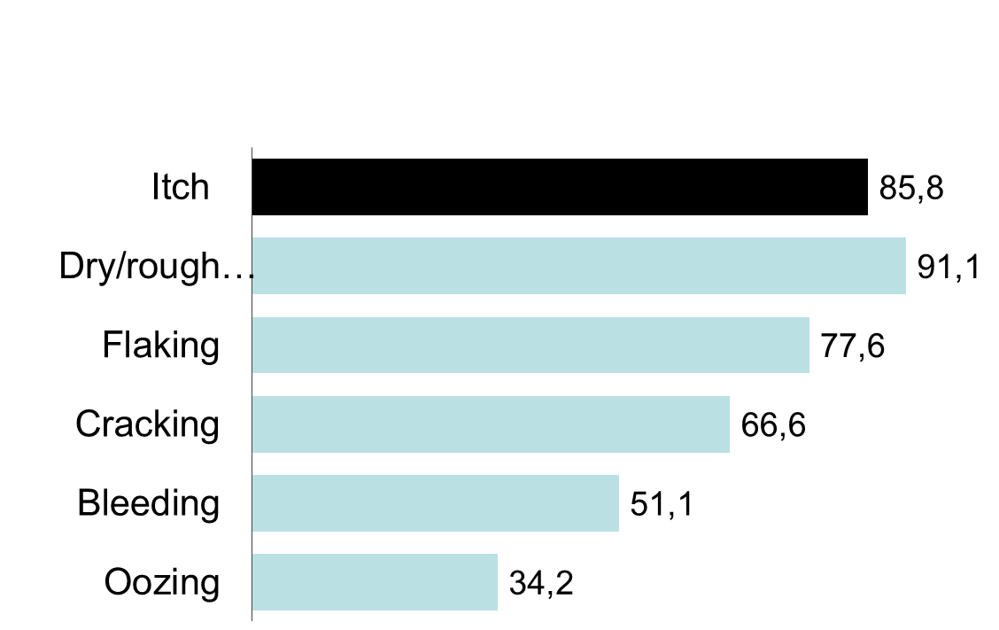 Itch 85,8
Dry/rough… 91,1
Flaking 77,6
Cracking 66,6
Bleeding 51,1
Oozing 34,2